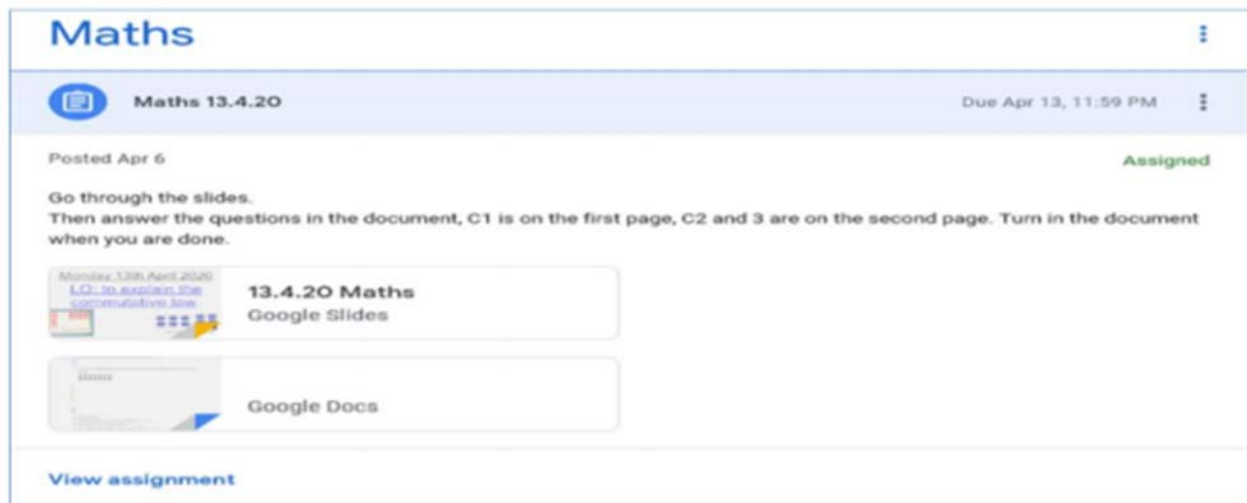 Maths
Maths 13.4.20
Due Apr 13, 11:59 PM
Posted Apr 6
Assigned
Go through the slides.
Then answer the questions in the document, C1 is on the first page, C2 and 3 are on the second page. Turn in the document
when you are done.
Monday 13th April 2020
LO: to explain the
commutative law
13.4.20 Maths
Google Slides
Google Docs
View assignment